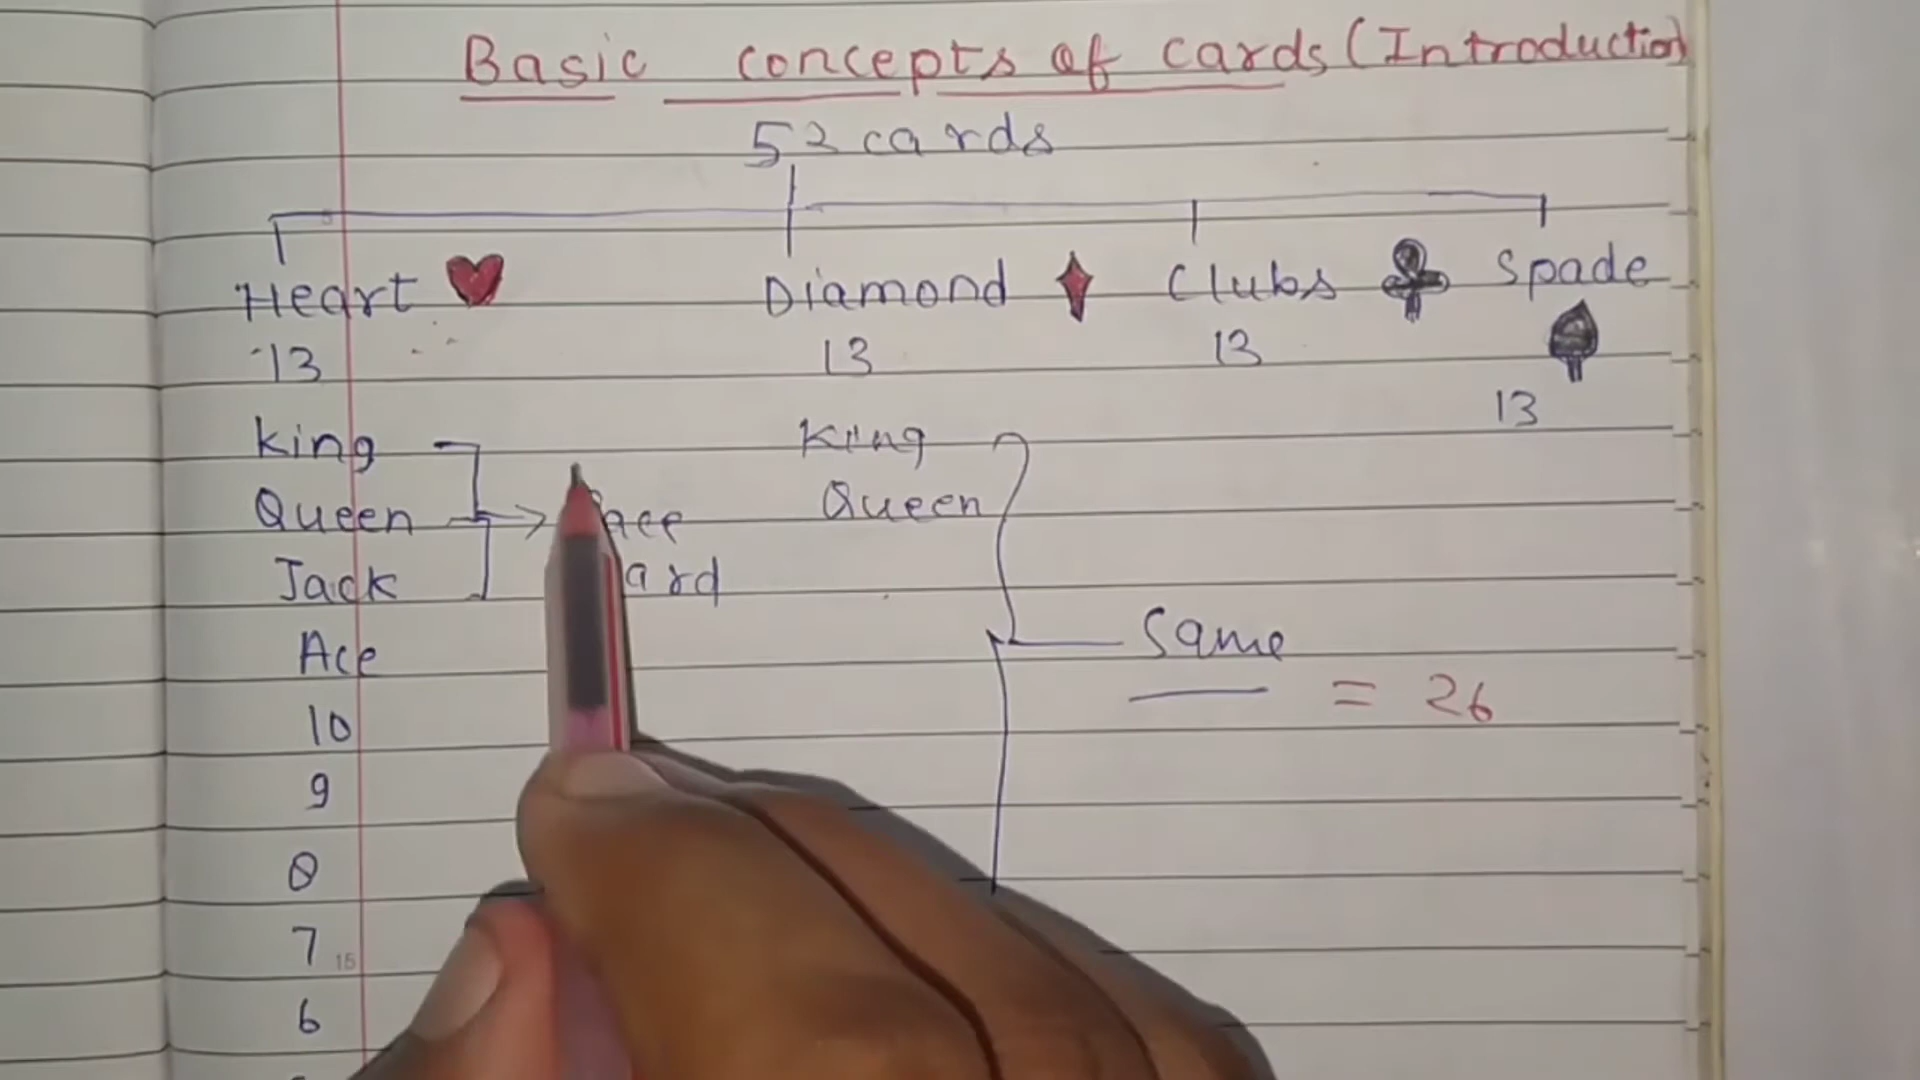 Basic concepts of cards (Introduction)
52 cards
Heart Diamond Clubs Spade
13 13 13 13
King King
Queen Queen
Jack
Ace Same
10 = 26
9
8
7 15
6